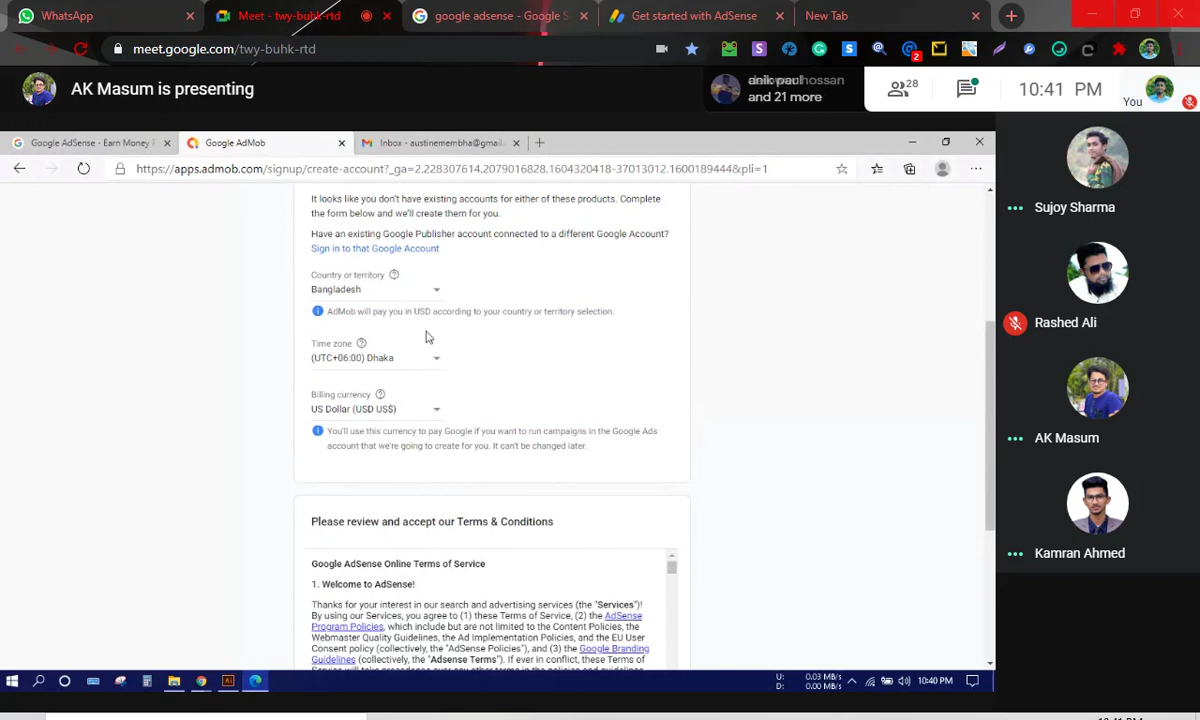 WhatsApp
Meet - twy-buhk-rtd
google adsense - Google S
Get started with AdSense
New Tab
meet.google.com/twy-buhk-rtd
2
AK Masum is presenting
and 21 more
28
10:41 PM
You
Google AdSense - Earn Money F
Google AdMob
Inbox - austinemembha@gmail.
https://apps.admob.com/signup/create-account?_ga=2.228307614.2079016828.1604320418-37013012.1600189444&pli=1
It looks like you don't have existing accounts for either of these products. Complete
the form below and we'll create them for you.
Have an existing Google Publisher account connected to a different Google Account?
Sign in to that Google Account
Country or territory
Bangladesh
AdMob will pay you in USD according to your country or territory selection.
Time zone
(UTC+06:00) Dhaka
Billing currency
US Dollar (USD US$)
You'll use this currency to pay Google if you want to run campaigns in the Google Ads
account that we're going to create for you. It can't be changed later.
Please review and accept our Terms & Conditions
Google AdSense Online Terms of Service
1. Welcome to AdSense!
Thanks for your interest in our search and advertising services (the "Services")!
By using our Services, you agree to (1) these Terms of Service, (2) the AdSense
Program Policies, which include but are not limited to the Content Policies, the
Webmaster Quality Guidelines, the Ad Implementation Policies, and the EU User
Consent policy (collectively, the "AdSense Policies"), and (3) the Google Branding
Guidelines (collectively, the "Adsense Terms"). If ever in conflict, these Terms of
Sujoy Sharma
Rashed Ali
AK Masum
Kamran Ahmed
U: 0.03 MB/s
D: 0.00 MB/s
10:40 PM